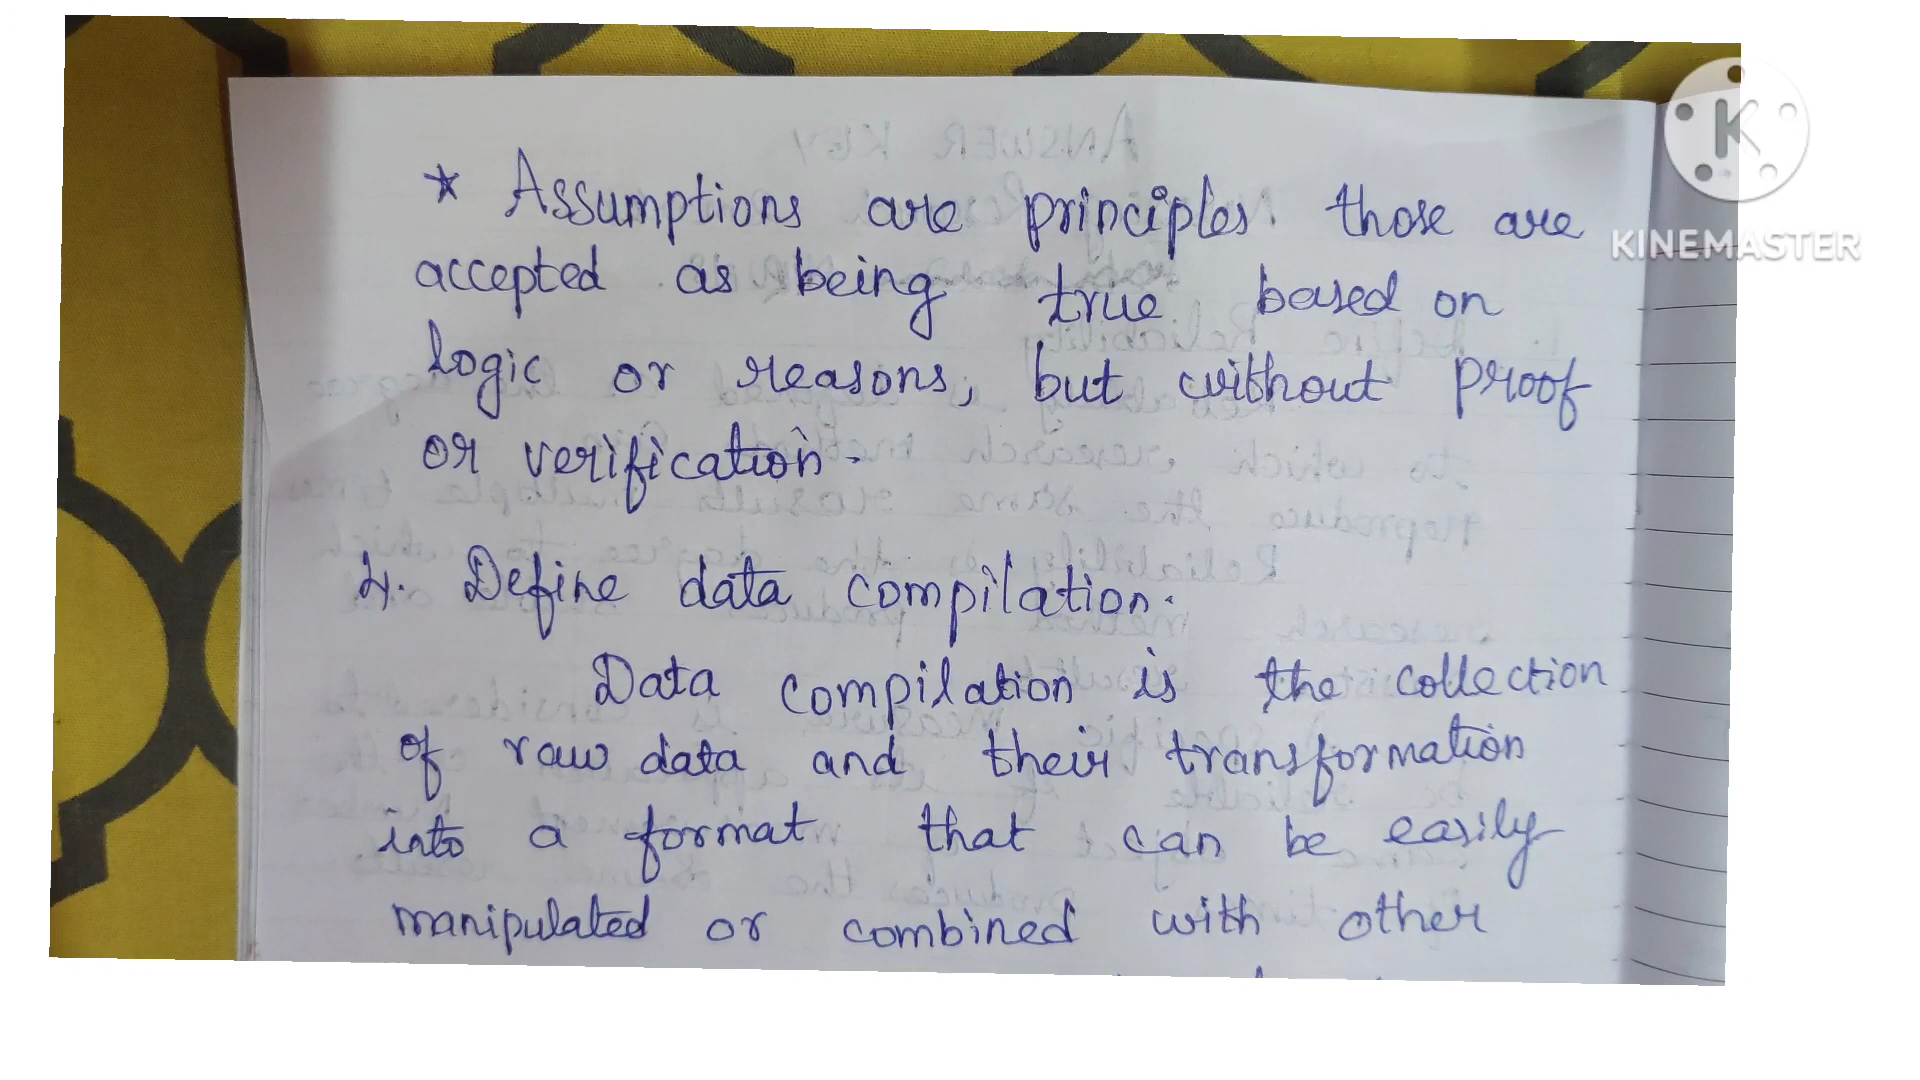 * Assumptions are principles those are
accepted as being true based on
logic or reasons, but without proof
or verification.
4. Define data compilation.
Data compilation is the collection
of raw data and their transformation
into a format that can be easily
manipulated or combined with other
KINEMASTER